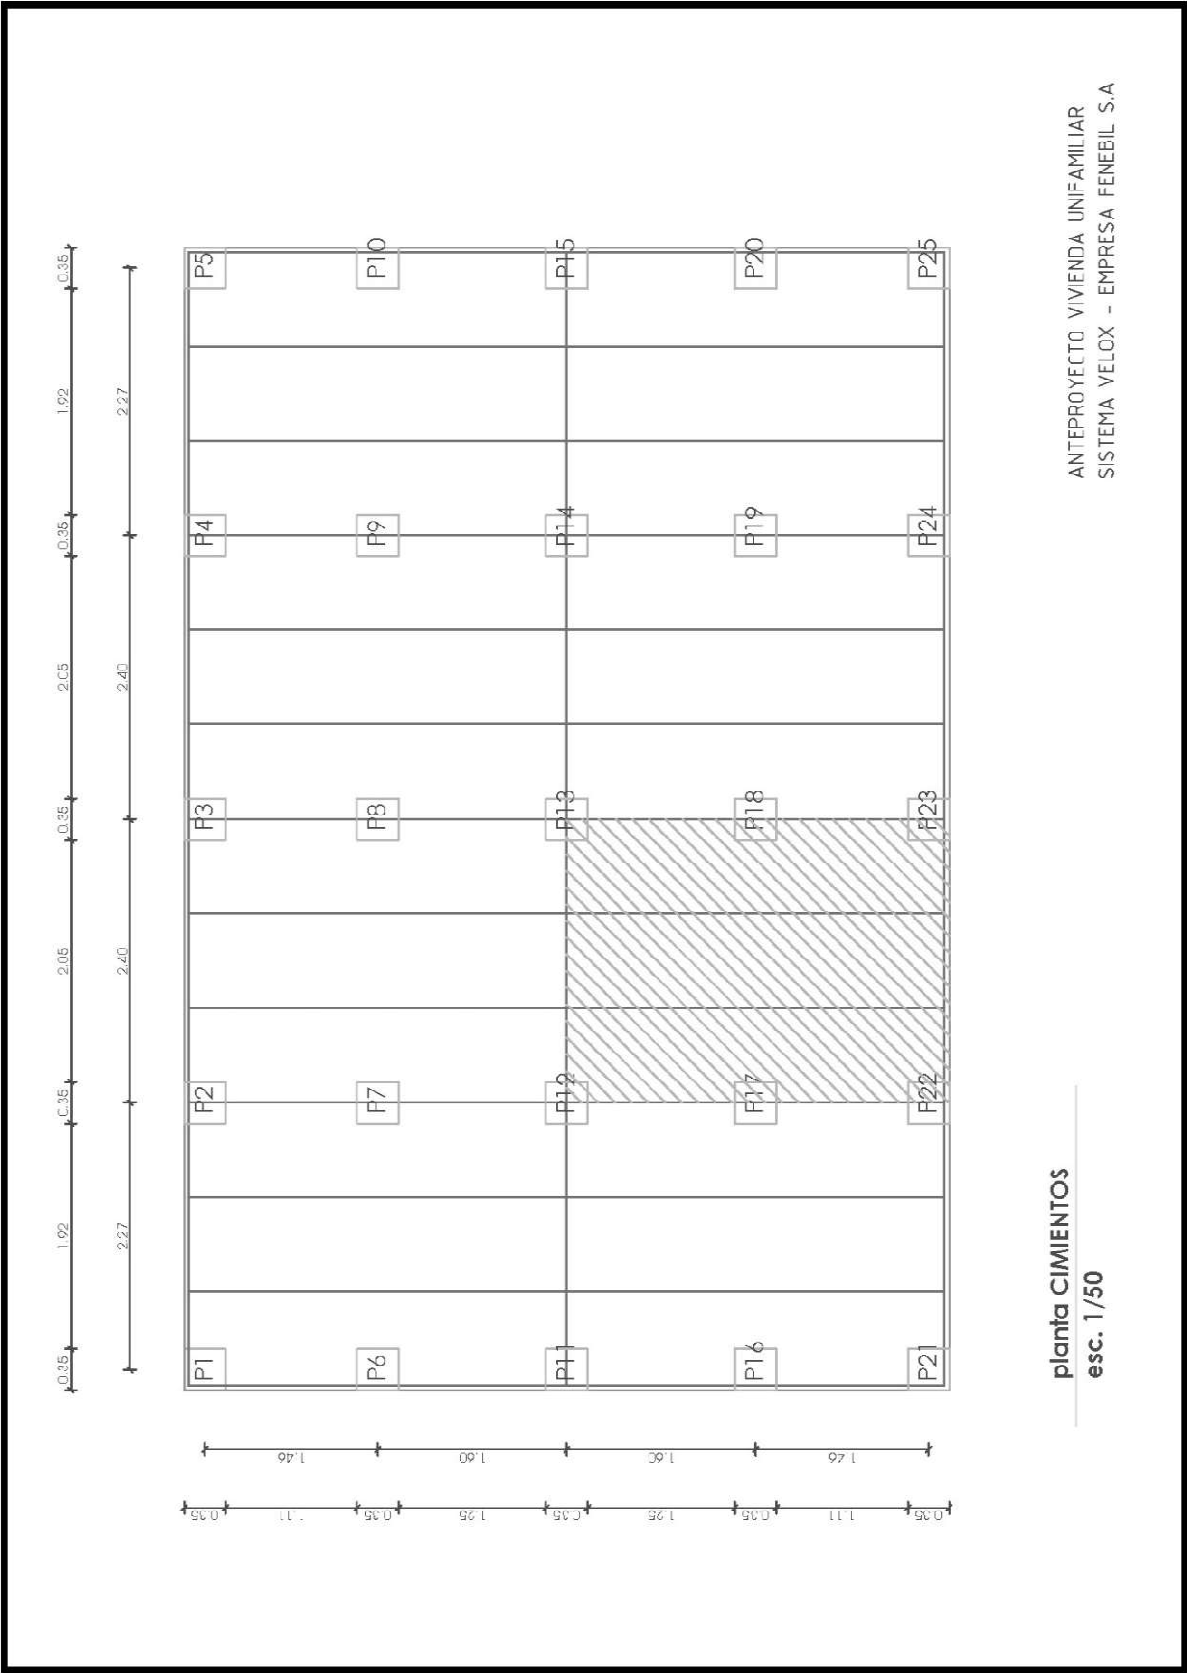 0.35 1.92 0.35 2.05 0.35 2.05 0.35 1.92 0.35
2.27 2.40 2.40 2.27
P1 P2 P3 P4 P5
P6 P7 P8 P9 P10
P11 P12 P13 P14 P15
P16 P17 P18 P19 P20
P21 P22 P23 P24 P25
1.46 1.60 1.60 1.46
0.35 1.11 0.35 1.25 0.35 1.25 0.35 1.11 0.35
planta CIMIENTOS
esc. 1/50
ANTEPROYECTO VIVIENDA UNIFAMILIAR
SISTEMA VELOX - EMPRESA FENEBIL S.A